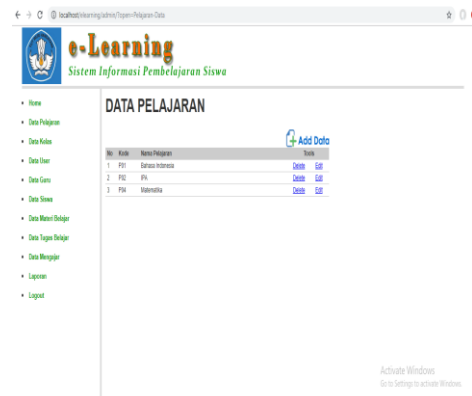 localhost/elearning/admin/?open=Pelajaran-Data
e-Learning
Sistem Informasi Pembelajaran Siswa
Home
Data Pelajaran
Data Kelas
Data User
Data Guru
Data Siswa
Data Materi Belajar
Data Tugas Belajar
Data Mengajar
Laporan
Logout
DATA PELAJARAN
Add Data
No Kode Nama Pelajaran Tools
1 P01 Bahasa Indonesia Delete Edit
2 P02 IPA Delete Edit
3 P04 Matematika Delete Edit
Activate Windows
Go to Settings to activate Windows.